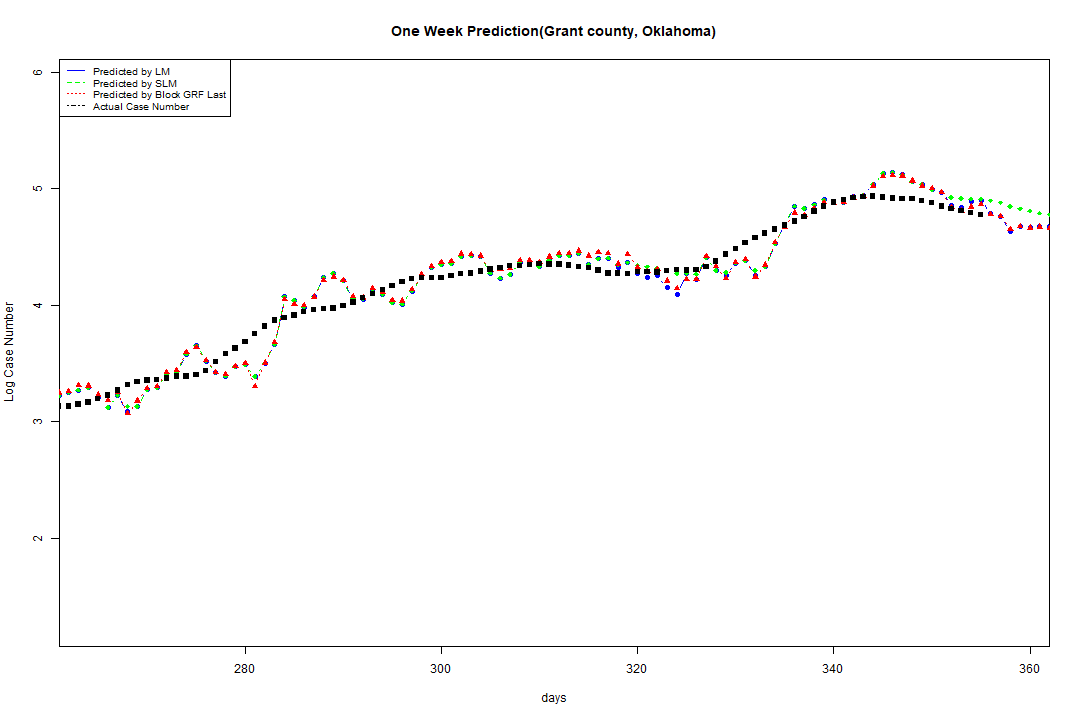 One Week Prediction(Grant county, Oklahoma)
Predicted by LM
Predicted by SLM
Predicted by Block GRF Last
Actual Case Number
6
5
4
3
2
Log Case Number
280 300 320 340 360
days